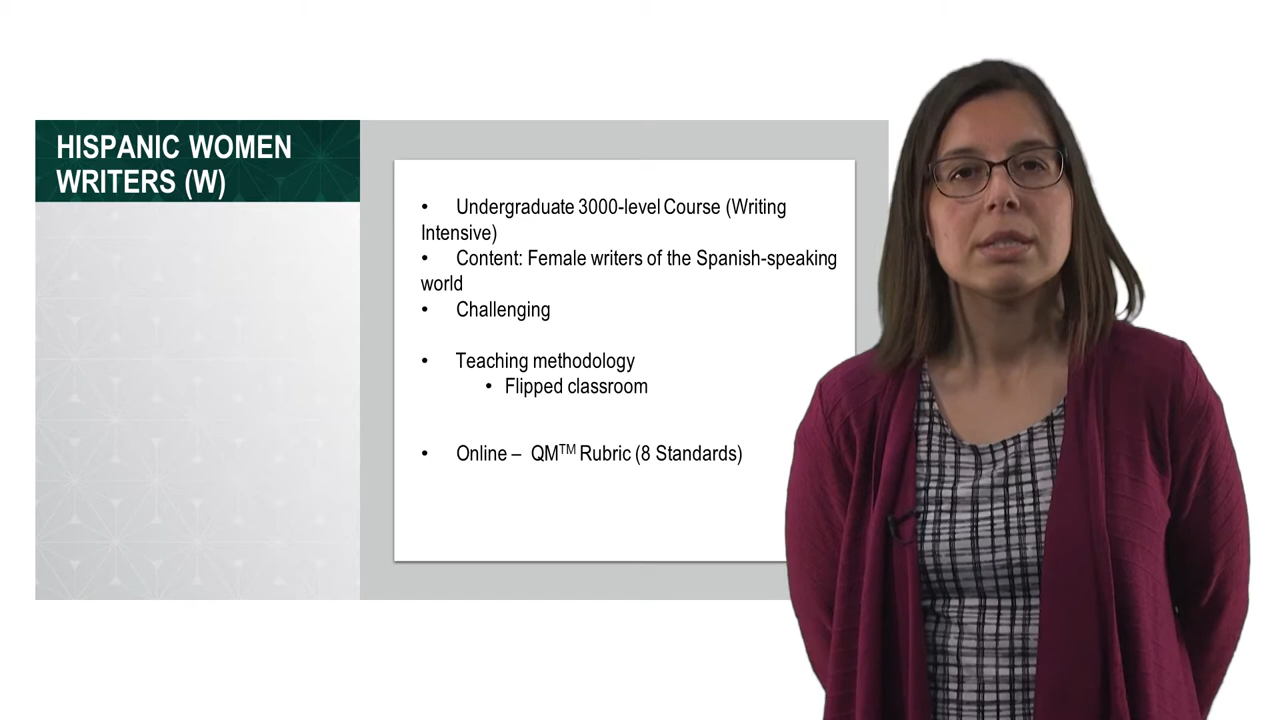 HISPANIC WOMEN
WRITERS (W)
• Undergraduate 3000-level Course (Writing
Intensive)
• Content: Female writers of the Spanish-speaking
world
• Challenging
• Teaching methodology
• Flipped classroom
• Online – QM™ Rubric (8 Standards)